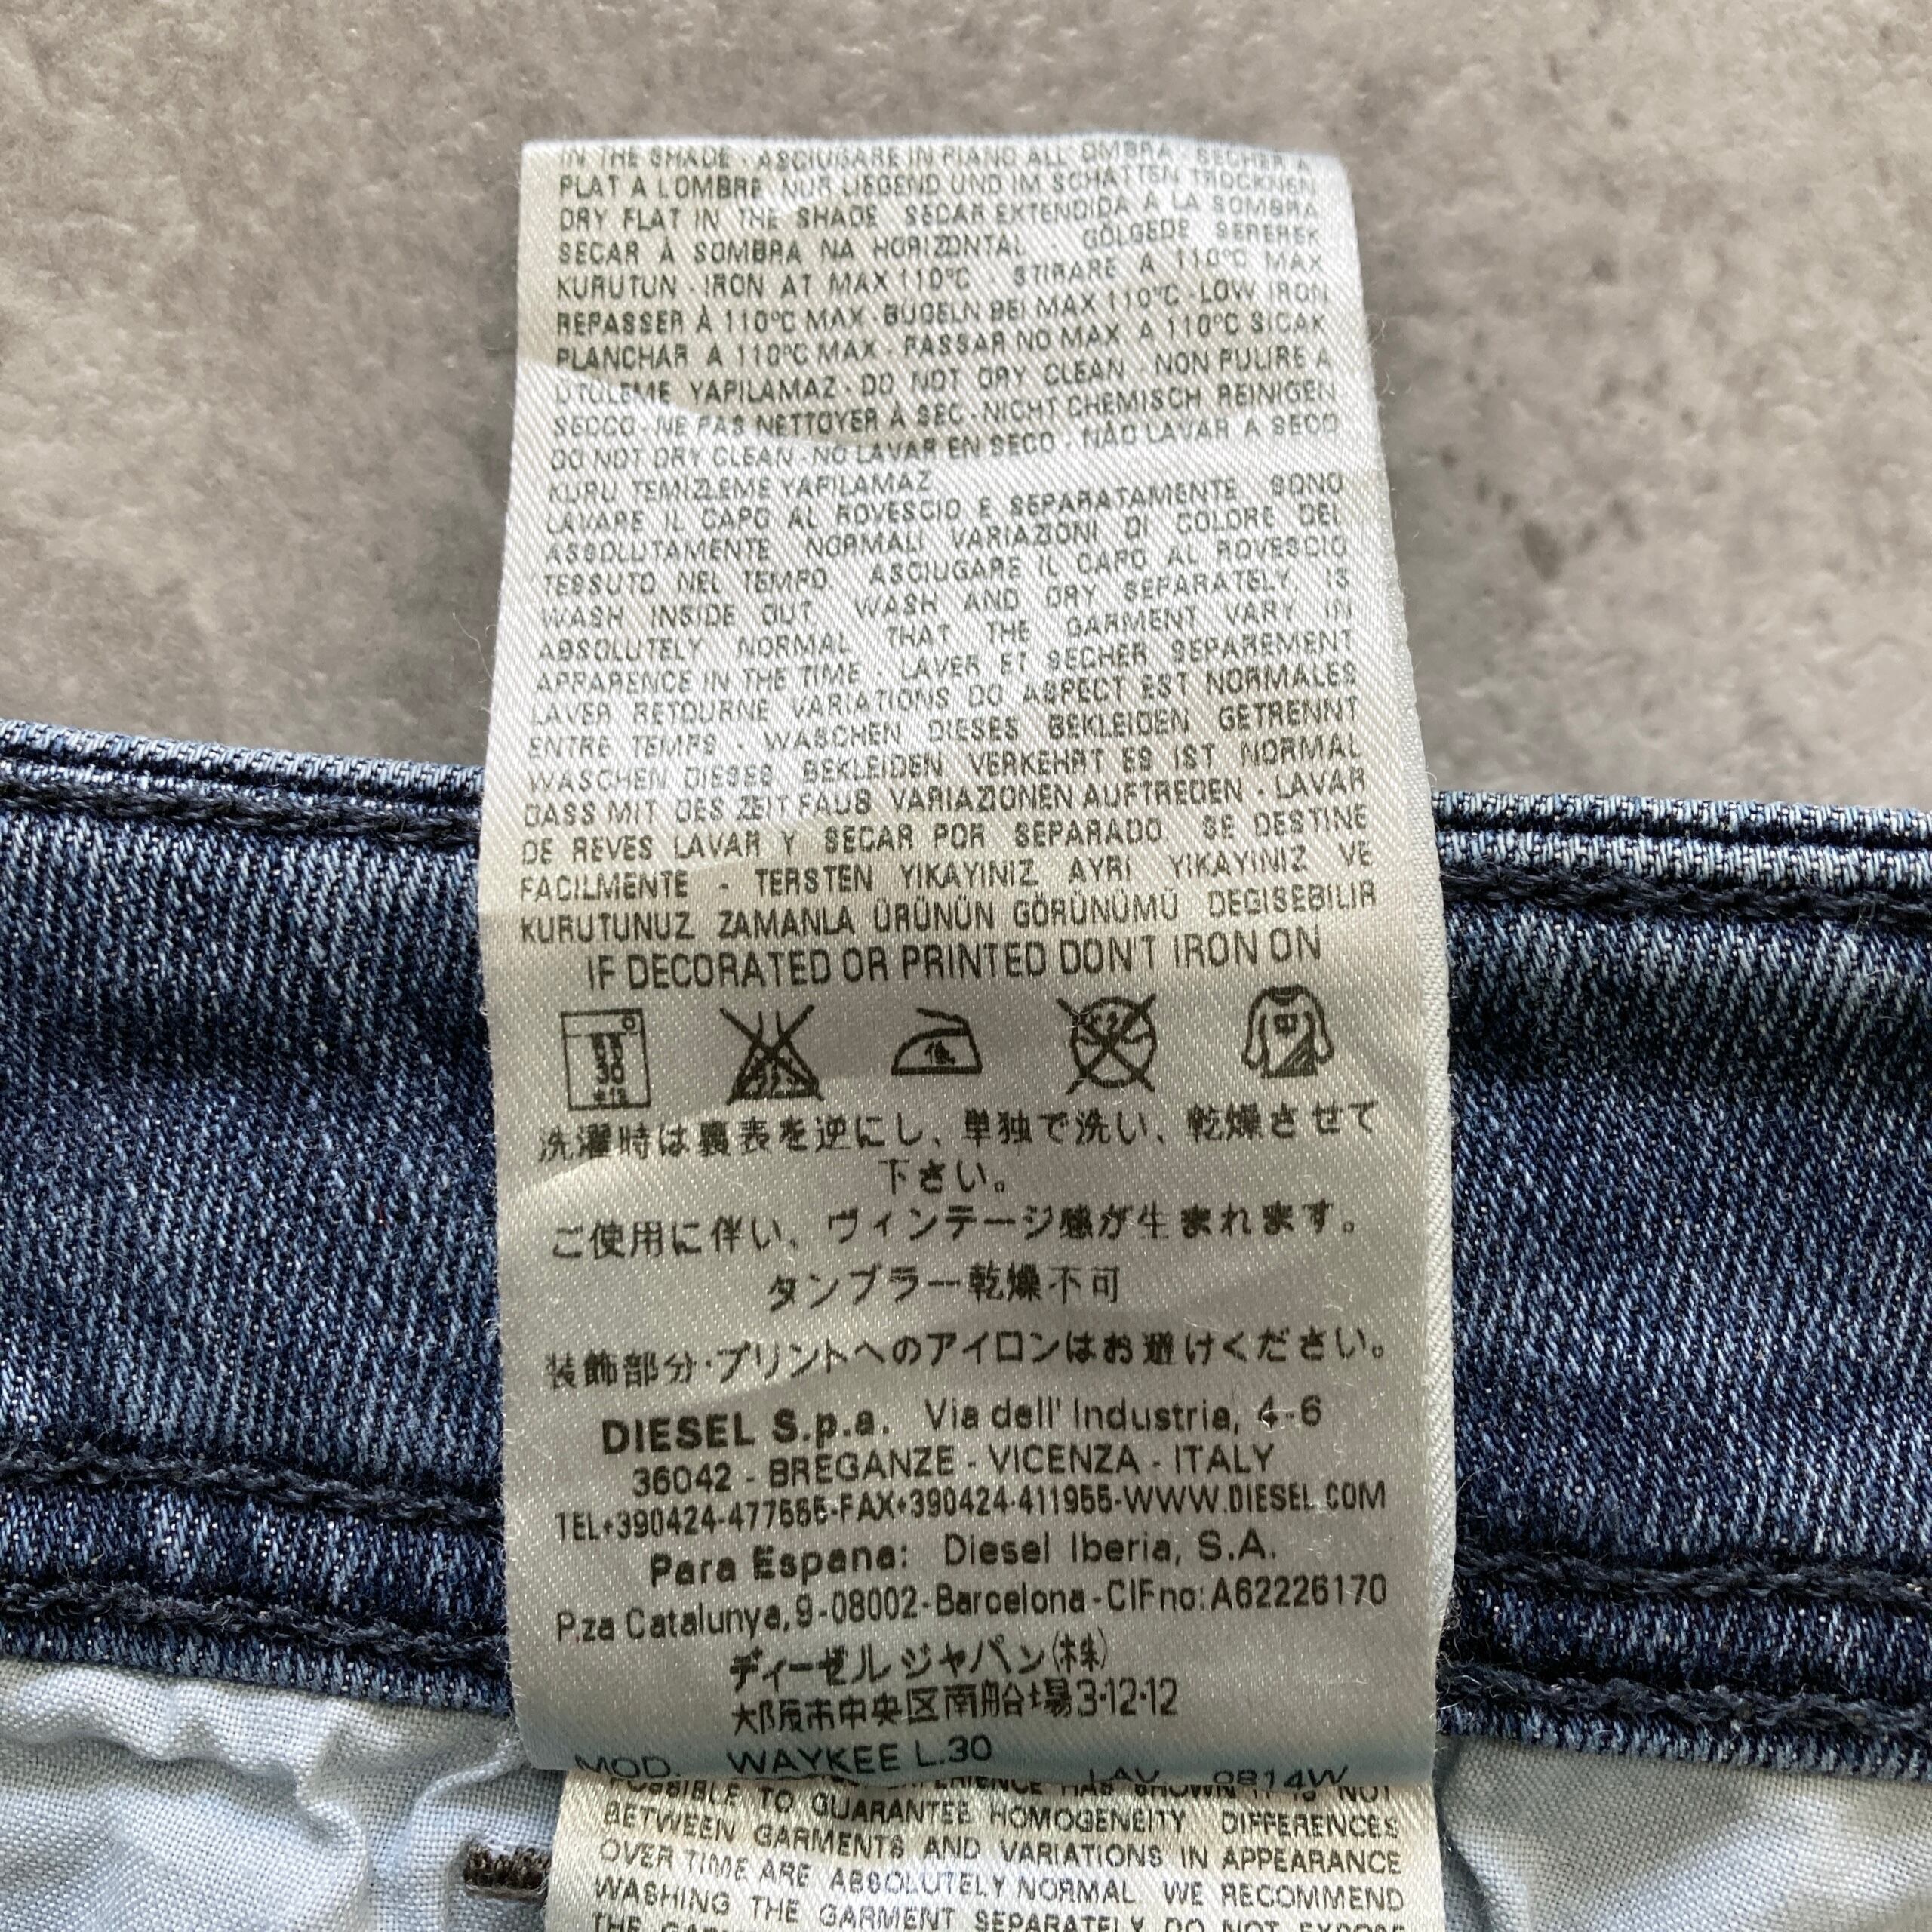 IN THE SHADE - ASCIUGARE IN PIANO ALL OMBRA - SECHER A
PLAT A LOMBRE NUR LIEGEND UND IM SCHATTEN TROCKNEN
DRY FLAT IN THE SHADE SECAR EXTENDIDA A LA SOMBRA
SECAR À SOMBRA NA HORIZONTAL - GÖLGEDE SEREREK
KURUTUN - IRON AT MAX 110°C STIRARE A 110°C MAX
REPASSER À 110°C MAX - BÜGELN BEI MAX 110°C - LOW IRON
PLANCHAR A 110°C MAX - PASSAR NO MAX A 110°C SICAK
ÜTÜLEME YAPILAMAZ - DO NOT DRY CLEAN - NON PULIRE A
SECCO - NE PAS NETTOYER À SEC - NICHT CHEMISCH REINIGEN
DO NOT DRY CLEAN - NO LAVAR EN SECO - NÃO LAVAR A SECO
KURU TEMIZLEME YAPILAMAZ
LAVARE IL CAPO AL ROVESCIO E SEPARATAMENTE SONO
ASSOLUTAMENTE NORMALI VARIAZIONI DI COLORE DEL
TESSUTO NEL TEMPO. ASCIUGARE IL CAPO AL ROVESCIO
WASH INSIDE OUT. WASH AND DRY SEPARATELY. IS
ABSOLUTELY NORMAL THAT THE GARMENT VARY IN
APPARENCE IN THE TIME - LAVER ET SECHER SEPAREMENT
LAVER RETOURNE VARIATIONS DO ASPECT EST NORMALES
ENTRE TEMPS - WASCHEN DIESES BEKLEIDEN GETRENNT
WASCHEN DIESES BEKLEIDEN VERKEHRT ES IST NORMAL
DASS MIT DES ZEIT FAUS VARIAZIONEN AUFTREDEN - LAVAR
DE REVES LAVAR Y SECAR POR SEPARADO. SE DESTINE
FACILMENTE - TERSTEN YIKAYINIZ AYRI YIKAYINIZ VE
KURUTUNUZ ZAMANLA ÜRÜNÜN GÖRÜNÜMÜ DEGISEBILIR
IF DECORATED OR PRINTED DON'T IRON ON
30 低
洗濯時は裏表を逆にし、単独で洗い、乾燥させて
下さい。
ご使用に伴い、ヴィンテージ感が生まれます。
タンブラー乾燥不可
装飾部分・プリントへのアイロンはお避けください。
DIESEL S.p.a. Via dell' Industria, 4-6
36042 - BREGANZE - VICENZA - ITALY
TEL+390424-477555-FAX+390424-411955-WWW.DIESEL.COM
Para Espana: Diesel Iberia, S.A.
P.za Catalunya,9-08002-Barcelona-CIFno:A62226170
ディーゼル ジャパン(株)
大阪市中央区南船場3-12-12
MOD. WAYKEE L.30 LAV 0814W
POSSIBLE TO GUARANTEE HOMOGENEITY. DIFFERENCES
BETWEEN GARMENTS AND VARIATIONS IN APPEARANCE
OVER TIME ARE ABSOLUTELY NORMAL. WE RECOMMEND
WASHING THE GARMENT SEPARATELY DO NOT EXPOSE